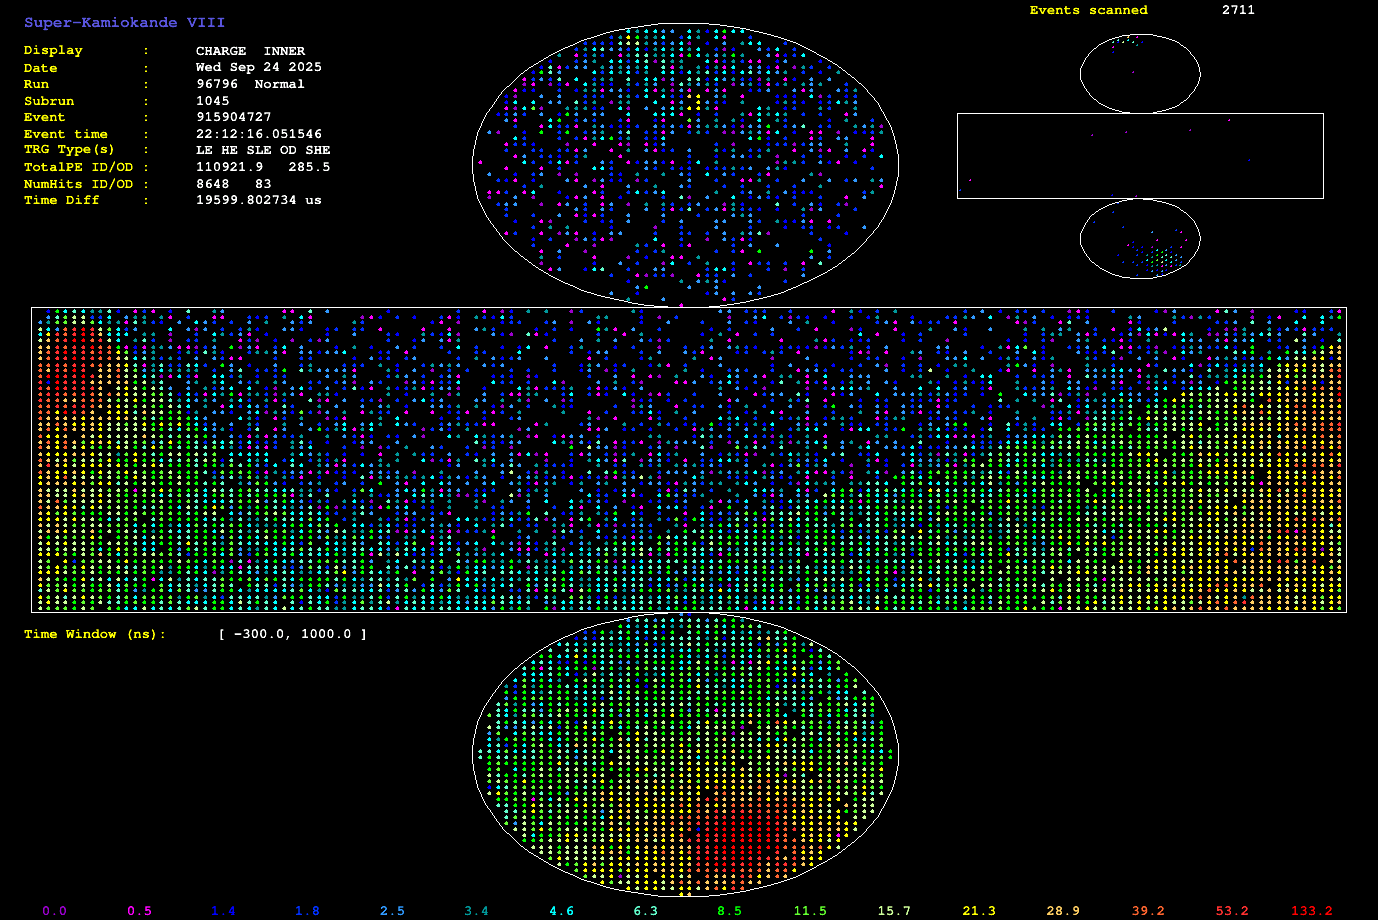 Super-Kamiokande VIII
Display : CHARGE INNER
Date : Wed Sep 24 2025
Run : 96796 Normal
Subrun : 1045
Event : 915904727
Event time : 22:12:16.051546
TRG Type(s) : LE HE SLE OD SHE
TotalPE ID/OD : 110921.9 285.5
NumHits ID/OD : 8648 83
Time Diff : 19599.802734 us
Events scanned 2711
Time Window (ns): [ -300.0, 1000.0 ]
0.0 0.5 1.4 1.8 2.5 3.4 4.6 6.3 8.5 11.5 15.7 21.3 28.9 39.2 53.2 133.2